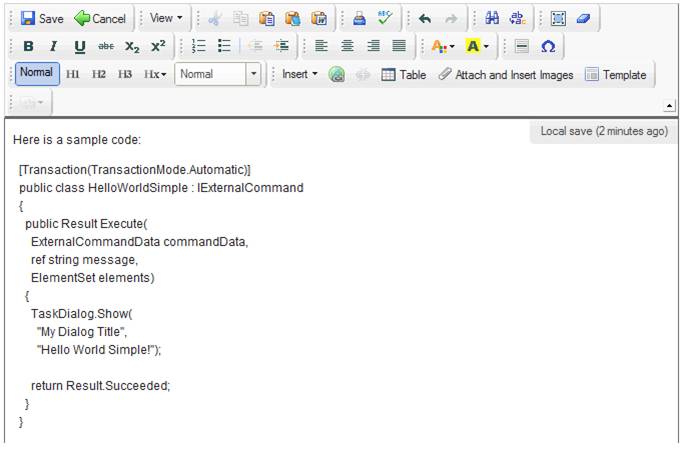 Save Cancel View
B I U abc X₂ X²
Normal H1 H2 H3 Hx Normal Insert Table Attach and Insert Images Template
Local save (2 minutes ago)
Here is a sample code:
[Transaction(TransactionMode.Automatic)]
public class HelloWorldSimple : IExternalCommand
{
public Result Execute(
ExternalCommandData commandData,
ref string message,
ElementSet elements)
{
TaskDialog.Show(
"My Dialog Title",
"Hello World Simple!");
return Result.Succeeded;
}
}